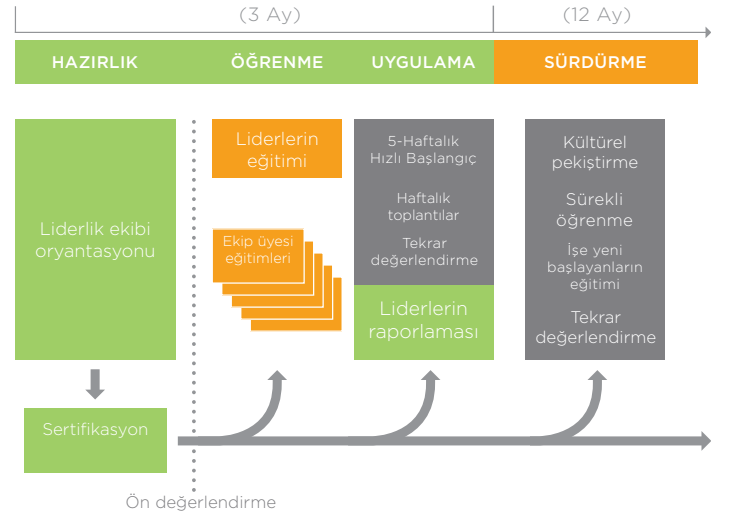 (3 Ay)
(12 Ay)
HAZIRLIK
ÖĞRENME
UYGULAMA
SÜRDÜRME
Liderlik ekibi
oryantasyonu
Sertifikasyon
Ön değerlendirme
Liderlerin
eğitimi
Ekip üyesi
eğitimleri
5-Haftalık
Hızlı Başlangıç
Haftalık
toplantılar
Tekrar
değerlendirme
Liderlerin
raporlaması
Kültürel
pekiştirme
Sürekli
öğrenme
İşe yeni
başlayanların
eğitimi
Tekrar
değerlendirme